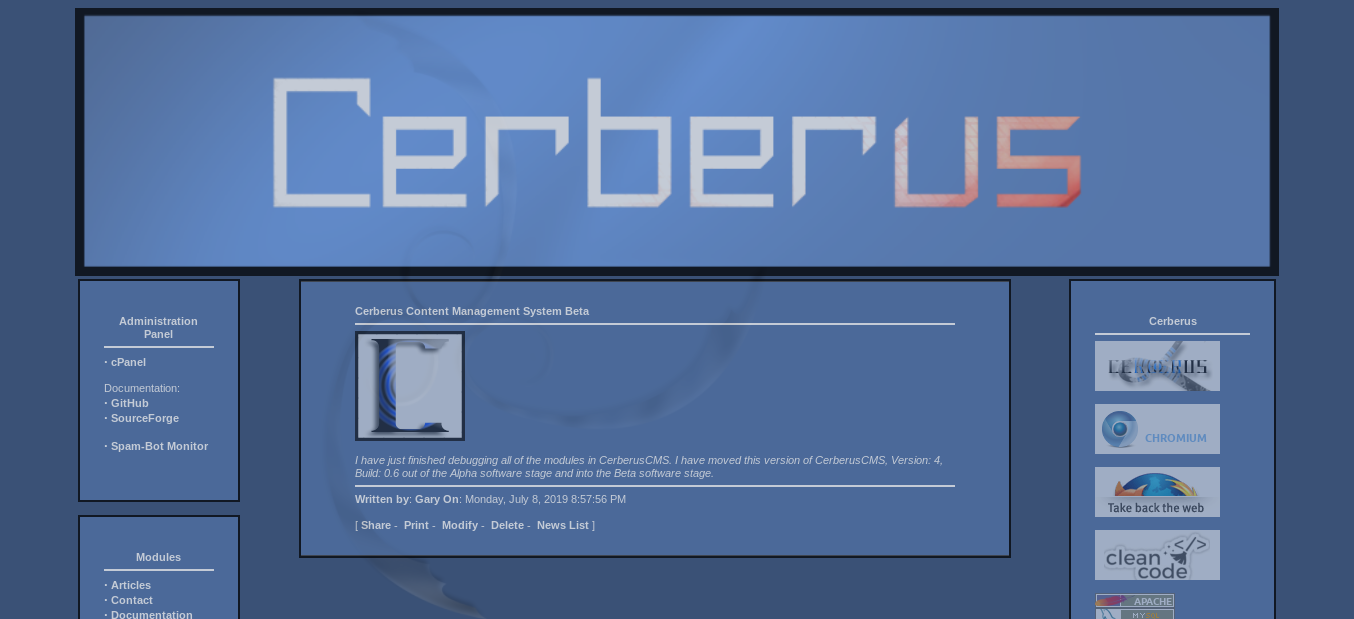 Cerberus
Administration
Panel
· cPanel
Documentation:
· GitHub
· SourceForge
· Spam-Bot Monitor
Modules
· Articles
· Contact
· Documentation
Cerberus Content Management System Beta
C
I have just finished debugging all of the modules in CerberusCMS. I have moved this version of CerberusCMS, Version: 4,
Build: 0.6 out of the Alpha software stage and into the Beta software stage.
Written by: Gary On: Monday, July 8, 2019 8:57:56 PM
[ Share - Print - Modify - Delete - News List ]
Cerberus
CERBERUS
CHROMIUM
Take back the web
clean </>
code
APACHE
MY